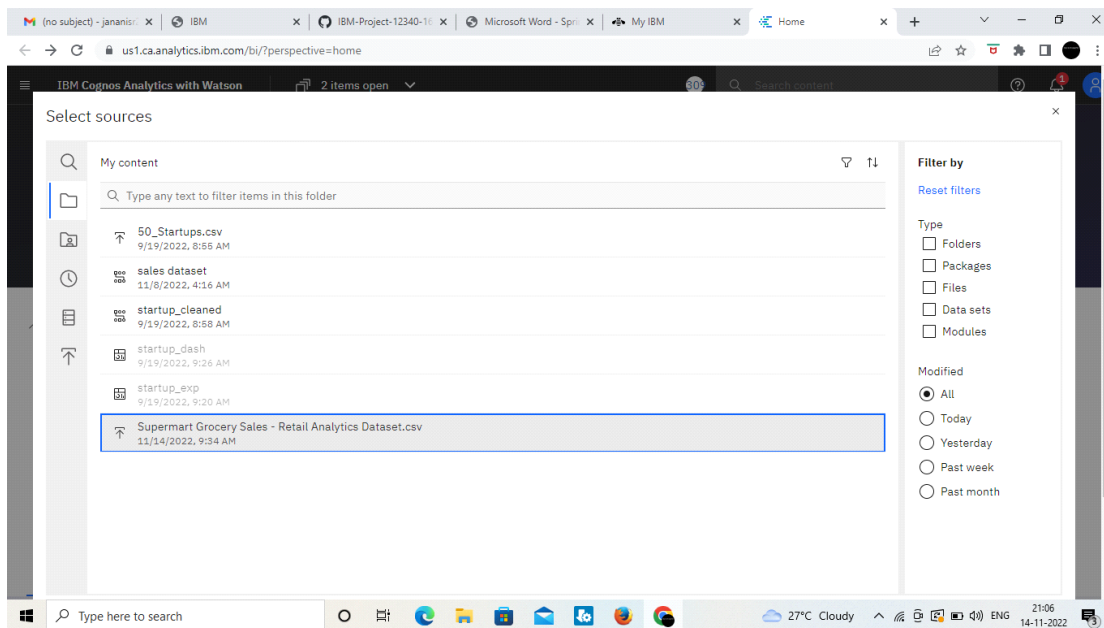 (no subject) - jananisr2
IBM
IBM-Project-12340-16
Microsoft Word - Spri
My IBM
Home
us1.ca.analytics.ibm.com/bi/?perspective=home
IBM Cognos Analytics with Watson
2 items open
309
Search content
1
Select sources
My content
Type any text to filter items in this folder
50_Startups.csv
9/19/2022, 8:55 AM
sales dataset
11/8/2022, 4:16 AM
startup_cleaned
9/19/2022, 8:58 AM
startup_dash
9/19/2022, 9:26 AM
startup_exp
9/19/2022, 9:20 AM
Supermart Grocery Sales - Retail Analytics Dataset.csv
11/14/2022, 9:34 AM
Filter by
Reset filters
Type
Folders
Packages
Files
Data sets
Modules
Modified
All
Today
Yesterday
Past week
Past month
Type here to search
27°C Cloudy
ENG
21:06
14-11-2022
3